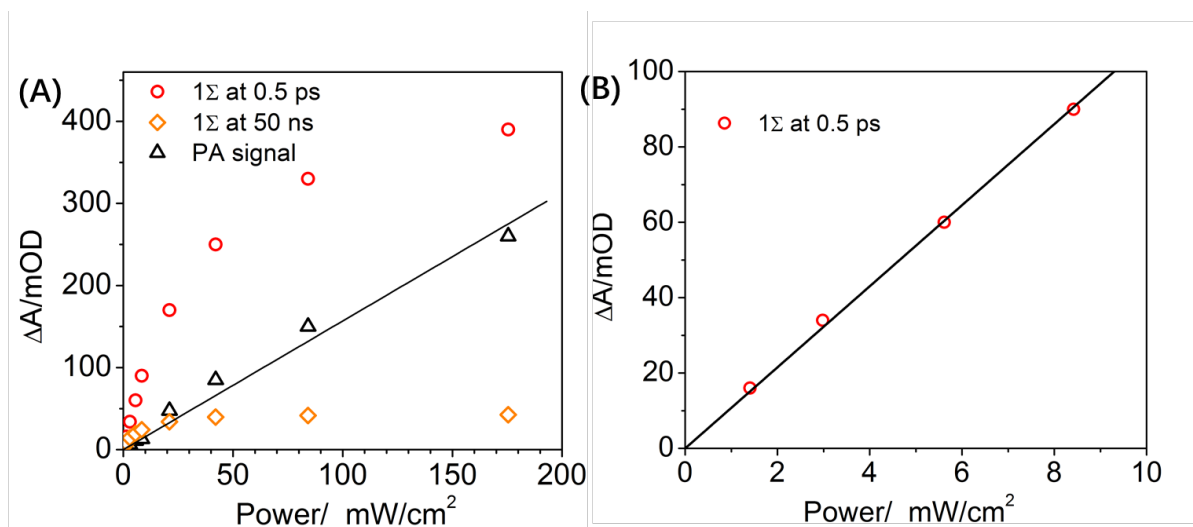 (A)
1Σ at 0.5 ps
1Σ at 50 ns
PA signal
400
300
200
100
0
ΔA/mOD
0
50
100
150
200
Power/ mW/cm²
(B)
1Σ at 0.5 ps
100
80
60
40
20
0
ΔA/mOD
0
2
4
6
8
10
Power/ mW/cm²